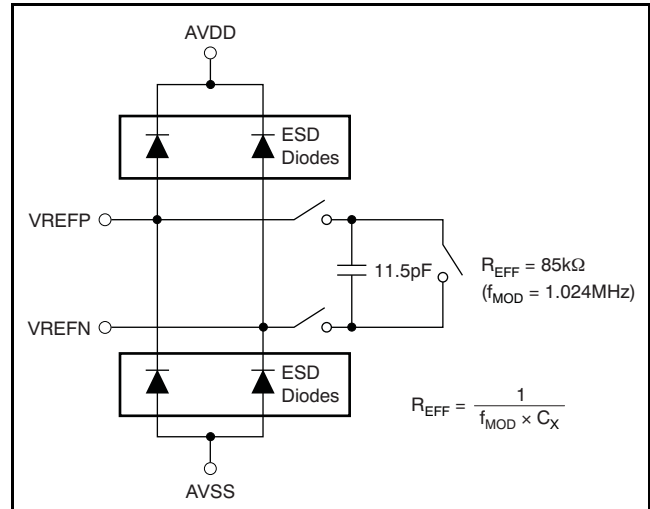 AVDD
ESD
Diodes
VREFP
11.5pF
R_EFF = 85kΩ
(f_MOD = 1.024MHz)
VREFN
ESD
Diodes
R_EFF = 1 / (f_MOD × C_X)
AVSS